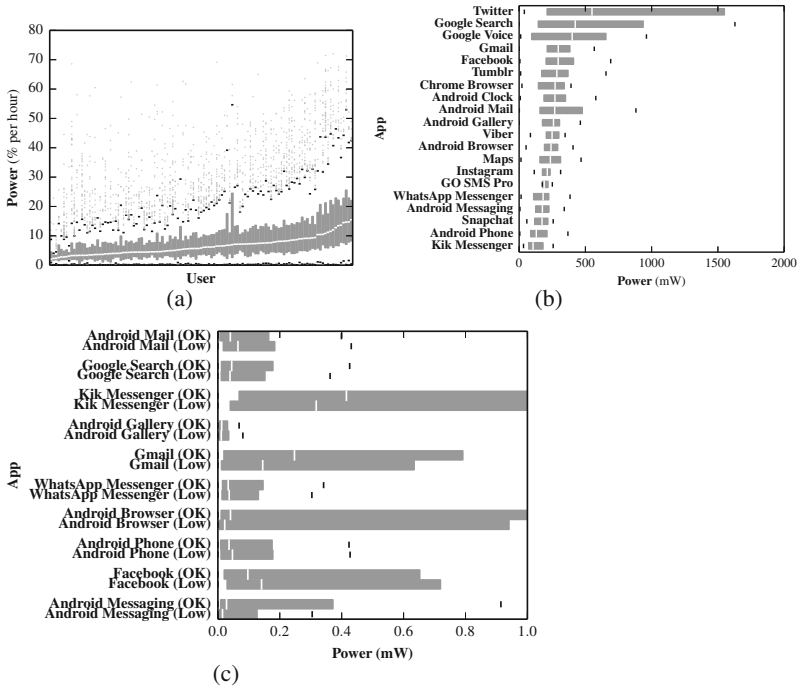 80
70
60
50
40
30
20
10
0
Power (% per hour)
User
(a)
Twitter
Google Search
Google Voice
Gmail
Facebook
Tumblr
Chrome Browser
Android Clock
Android Mail
Android Gallery
Viber
Android Browser
Maps
Instagram
GO SMS Pro
WhatsApp Messenger
Android Messaging
Snapchat
Android Phone
Kik Messenger
App
0 500 1000 1500 2000
Power (mW)
(b)
Android Mail (OK)
Android Mail (Low)
Google Search (OK)
Google Search (Low)
Kik Messenger (OK)
Kik Messenger (Low)
Android Gallery (OK)
Android Gallery (Low)
Gmail (OK)
Gmail (Low)
WhatsApp Messenger (OK)
WhatsApp Messenger (Low)
Android Browser (OK)
Android Browser (Low)
Android Phone (OK)
Android Phone (Low)
Facebook (OK)
Facebook (Low)
Android Messaging (OK)
Android Messaging (Low)
App
0.0 0.2 0.4 0.6 0.8 1.0
Power (mW)
(c)